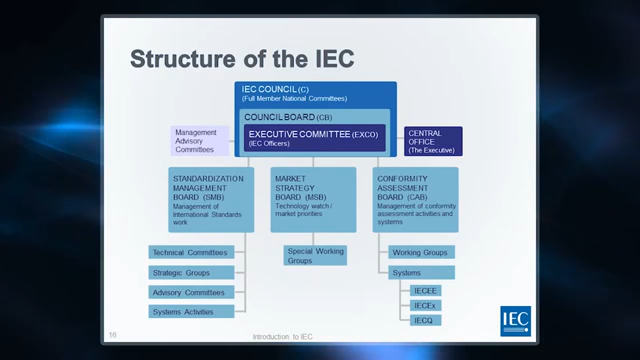 Structure of the IEC
IEC COUNCIL (C)
(Full Member National Committees)
COUNCIL BOARD (CB)
EXECUTIVE COMMITTEE (EXCO)
(IEC Officers)
Management
Advisory
Committees
CENTRAL
OFFICE
(The Executive)
STANDARDIZATION
MANAGEMENT
BOARD (SMB)
Management of
International Standards
work
MARKET
STRATEGY
BOARD (MSB)
Technology watch /
market priorities
CONFORMITY
ASSESSMENT
BOARD (CAB)
Management of conformity
assessment activities and
systems
Technical Committees
Strategic Groups
Advisory Committees
Systems Activities
Special Working
Groups
Working Groups
Systems
IECEE
IECEx
IECQ
IEC
16
Introduction to IEC